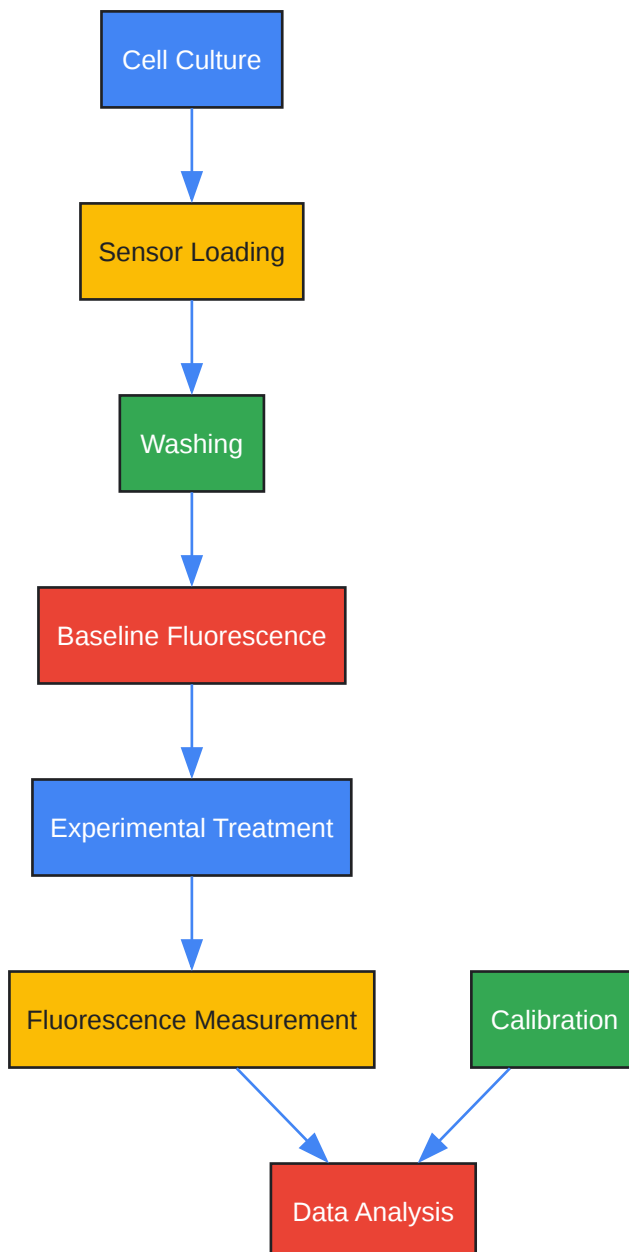 Cell Culture
Sensor Loading
Washing
Baseline Fluorescence
Experimental Treatment
Fluorescence Measurement
Calibration
Data Analysis